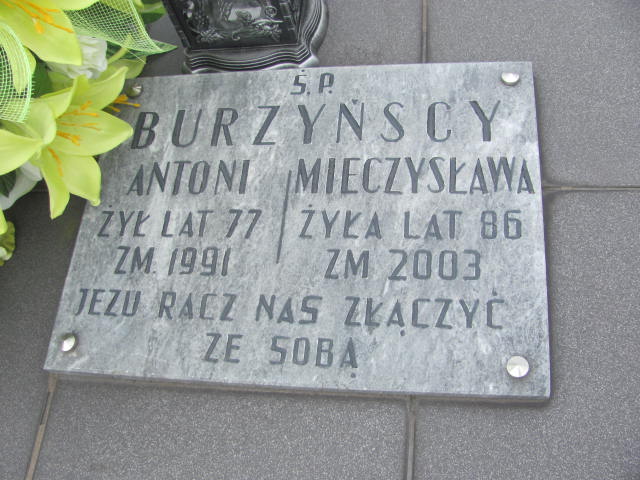 Ś.P.
BURZYŃSCY
ANTONI
ŻYŁ LAT 77
ZM. 1991
MIECZYSŁAWA
ŻYŁA LAT 86
ZM 2003
JEZU RACZ NAS ZŁĄCZYĆ
ZE SOBĄ